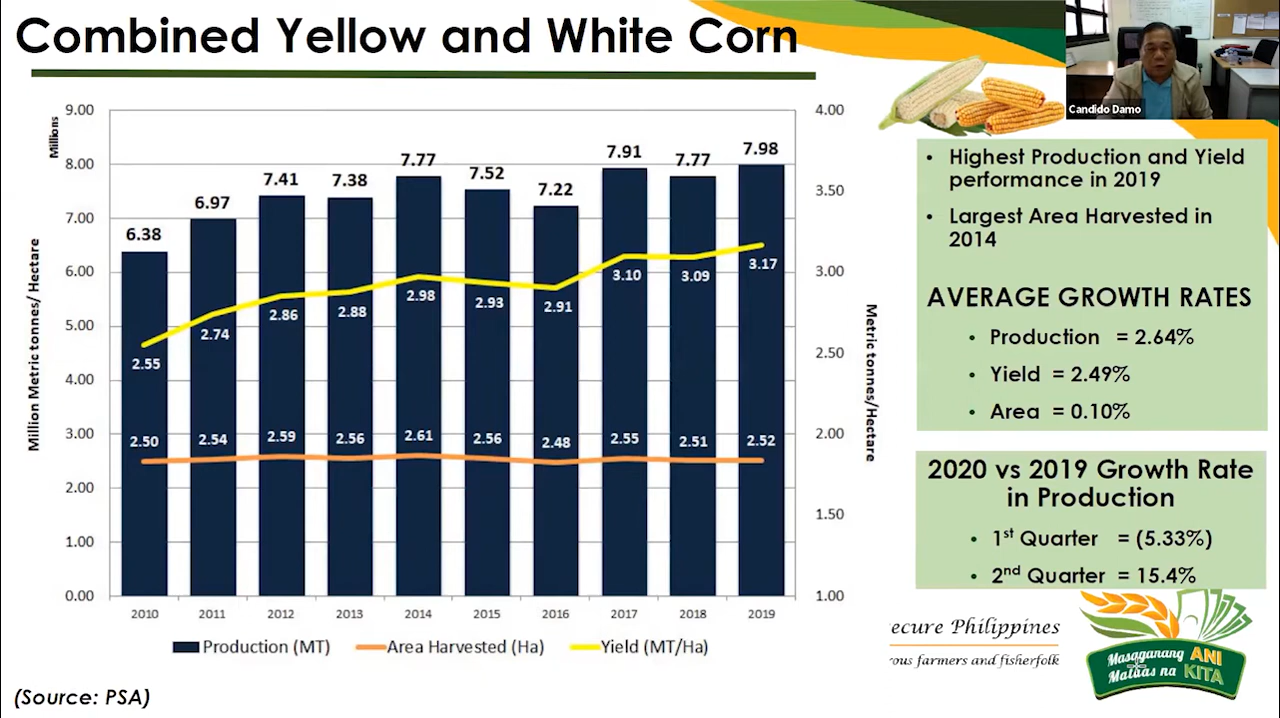 Combined Yellow and White Corn
Candido Damo
Millions
Million Metric tonnes/ Hectare
9.00
8.00
7.00
6.00
5.00
4.00
3.00
2.00
1.00
0.00
6.38
6.97
7.41
7.38
7.77
7.52
7.22
7.91
7.77
7.98
2.55
2.74
2.86
2.88
2.98
2.93
2.91
3.10
3.09
3.17
2.50
2.54
2.59
2.56
2.61
2.56
2.48
2.55
2.51
2.52
4.00
3.50
3.00
2.50
2.00
1.50
1.00
Metric tonnes/Hectare
2010 2011 2012 2013 2014 2015 2016 2017 2018 2019
Production (MT) Area Harvested (Ha) Yield (MT/Ha)
(Source: PSA)
• Highest Production and Yield
performance in 2019
• Largest Area Harvested in
2014
AVERAGE GROWTH RATES
• Production = 2.64%
• Yield = 2.49%
• Area = 0.10%
2020 vs 2019 Growth Rate
in Production
• 1st Quarter = (5.33%)
• 2nd Quarter = 15.4%
ecure Philippines
ous farmers and fisherfolk
Masaganang ANI
Mataas na KITA